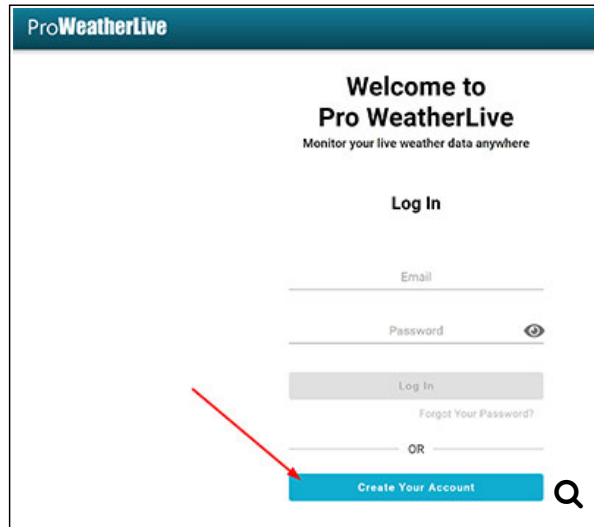 ProWeatherLive
Welcome to
Pro WeatherLive
Monitor your live weather data anywhere
Log In
Email
Password
Log In
Forgot Your Password?
OR
Create Your Account